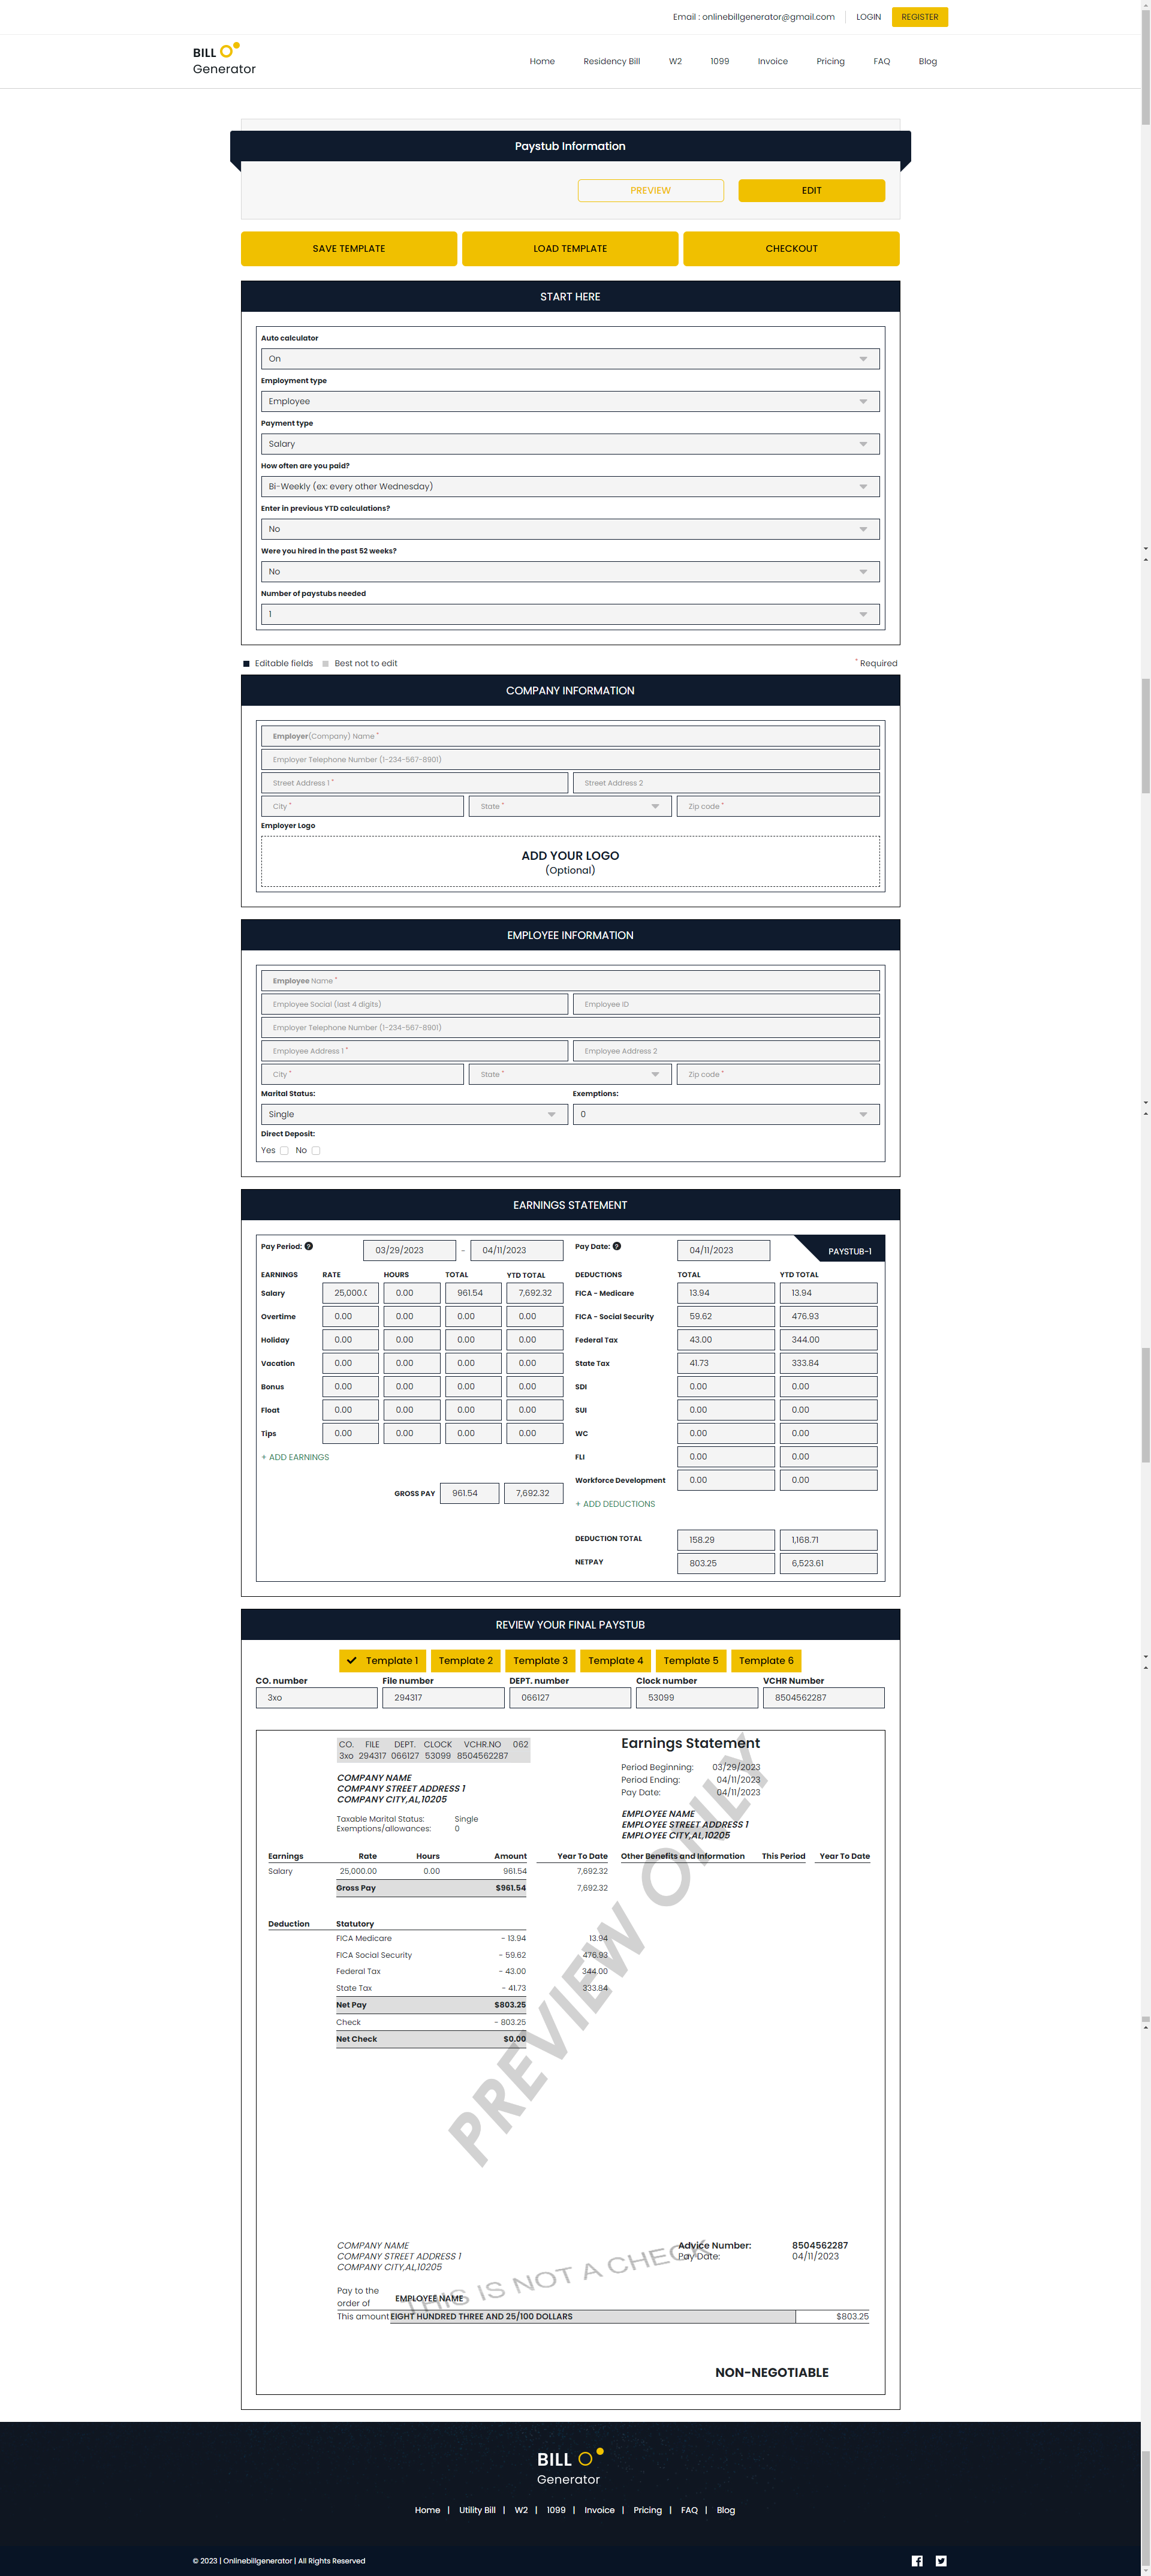 Email : onlinebillgenerator@gmail.com LOGIN REGISTER
BILL
Generator
Home Residency Bill W2 1099 Invoice Pricing FAQ Blog
Paystub Information
PREVIEW EDIT
SAVE TEMPLATE LOAD TEMPLATE CHECKOUT
START HERE
Auto calculator
On
Employment type
Employee
Payment type
Salary
How often are you paid?
Bi-Weekly (ex: every other Wednesday)
Enter in previous YTD calculations?
No
Were you hired in the past 52 weeks?
No
Number of paystubs needed
1
Editable fields Best not to edit * Required
COMPANY INFORMATION
Employer(Company) Name *
Employer Telephone Number (1-234-567-8901)
Street Address 1 * Street Address 2
City * State * Zip code *
Employer Logo
ADD YOUR LOGO
(Optional)
EMPLOYEE INFORMATION
Employee Name *
Employee Social (last 4 digits) Employee ID
Employer Telephone Number (1-234-567-8901)
Employee Address 1 * Employee Address 2
City * State * Zip code *
Marital Status: Exemptions:
Single 0
Direct Deposit:
Yes No
EARNINGS STATEMENT
Pay Period: ? 03/29/2023 - 04/11/2023 Pay Date: ? 04/11/2023 PAYSTUB-1
EARNINGS RATE HOURS TOTAL YTD TOTAL DEDUCTIONS TOTAL YTD TOTAL
Salary 25,000.0 0.00 961.54 7,692.32 FICA - Medicare 13.94 13.94
Overtime 0.00 0.00 0.00 0.00 FICA - Social Security 59.62 476.93
Holiday 0.00 0.00 0.00 0.00 Federal Tax 43.00 344.00
Vacation 0.00 0.00 0.00 0.00 State Tax 41.73 333.84
Bonus 0.00 0.00 0.00 0.00 SDI 0.00 0.00
Float 0.00 0.00 0.00 0.00 SUI 0.00 0.00
Tips 0.00 0.00 0.00 0.00 WC 0.00 0.00
+ ADD EARNINGS FLI 0.00 0.00
Workforce Development 0.00 0.00
GROSS PAY 961.54 7,692.32
+ ADD DEDUCTIONS
DEDUCTION TOTAL 158.29 1,168.71
NETPAY 803.25 6,523.61
REVIEW YOUR FINAL PAYSTUB
Template 1 Template 2 Template 3 Template 4 Template 5 Template 6
CO. number File number DEPT. number Clock number VCHR Number
3xo 294317 066127 53099 8504562287
CO. FILE DEPT. CLOCK VCHR.NO 062
3xo 294317 066127 53099 8504562287
Earnings Statement
Period Beginning: 03/29/2023
Period Ending: 04/11/2023
Pay Date: 04/11/2023
COMPANY NAME
COMPANY STREET ADDRESS 1
COMPANY CITY,AL,10205
Taxable Marital Status: Single
Exemptions/allowances: 0
EMPLOYEE NAME
EMPLOYEE STREET ADDRESS 1
EMPLOYEE CITY,AL,10205
Earnings Rate Hours Amount Year To Date Other Benefits and Information This Period Year To Date
Salary 25,000.00 0.00 961.54 7,692.32
Gross Pay $961.54 7,692.32
Deduction Statutory
FICA Medicare - 13.94 13.94
FICA Social Security - 59.62 476.93
Federal Tax - 43.00 344.00
State Tax - 41.73 333.84
Net Pay $803.25
Check - 803.25
Net Check $0.00
PREVIEW ONLY
COMPANY NAME
COMPANY STREET ADDRESS 1
COMPANY CITY,AL,10205
Advice Number: 8504562287
Pay Date: 04/11/2023
THIS IS NOT A CHECK
Pay to the
order of EMPLOYEE NAME
This amount EIGHT HUNDRED THREE AND 25/100 DOLLARS $803.25
NON-NEGOTIABLE
BILL
Generator
Home | Utility Bill | W2 | 1099 | Invoice | Pricing | FAQ | Blog
© 2023 | Onlinebillgenerator | All Rights Reserved